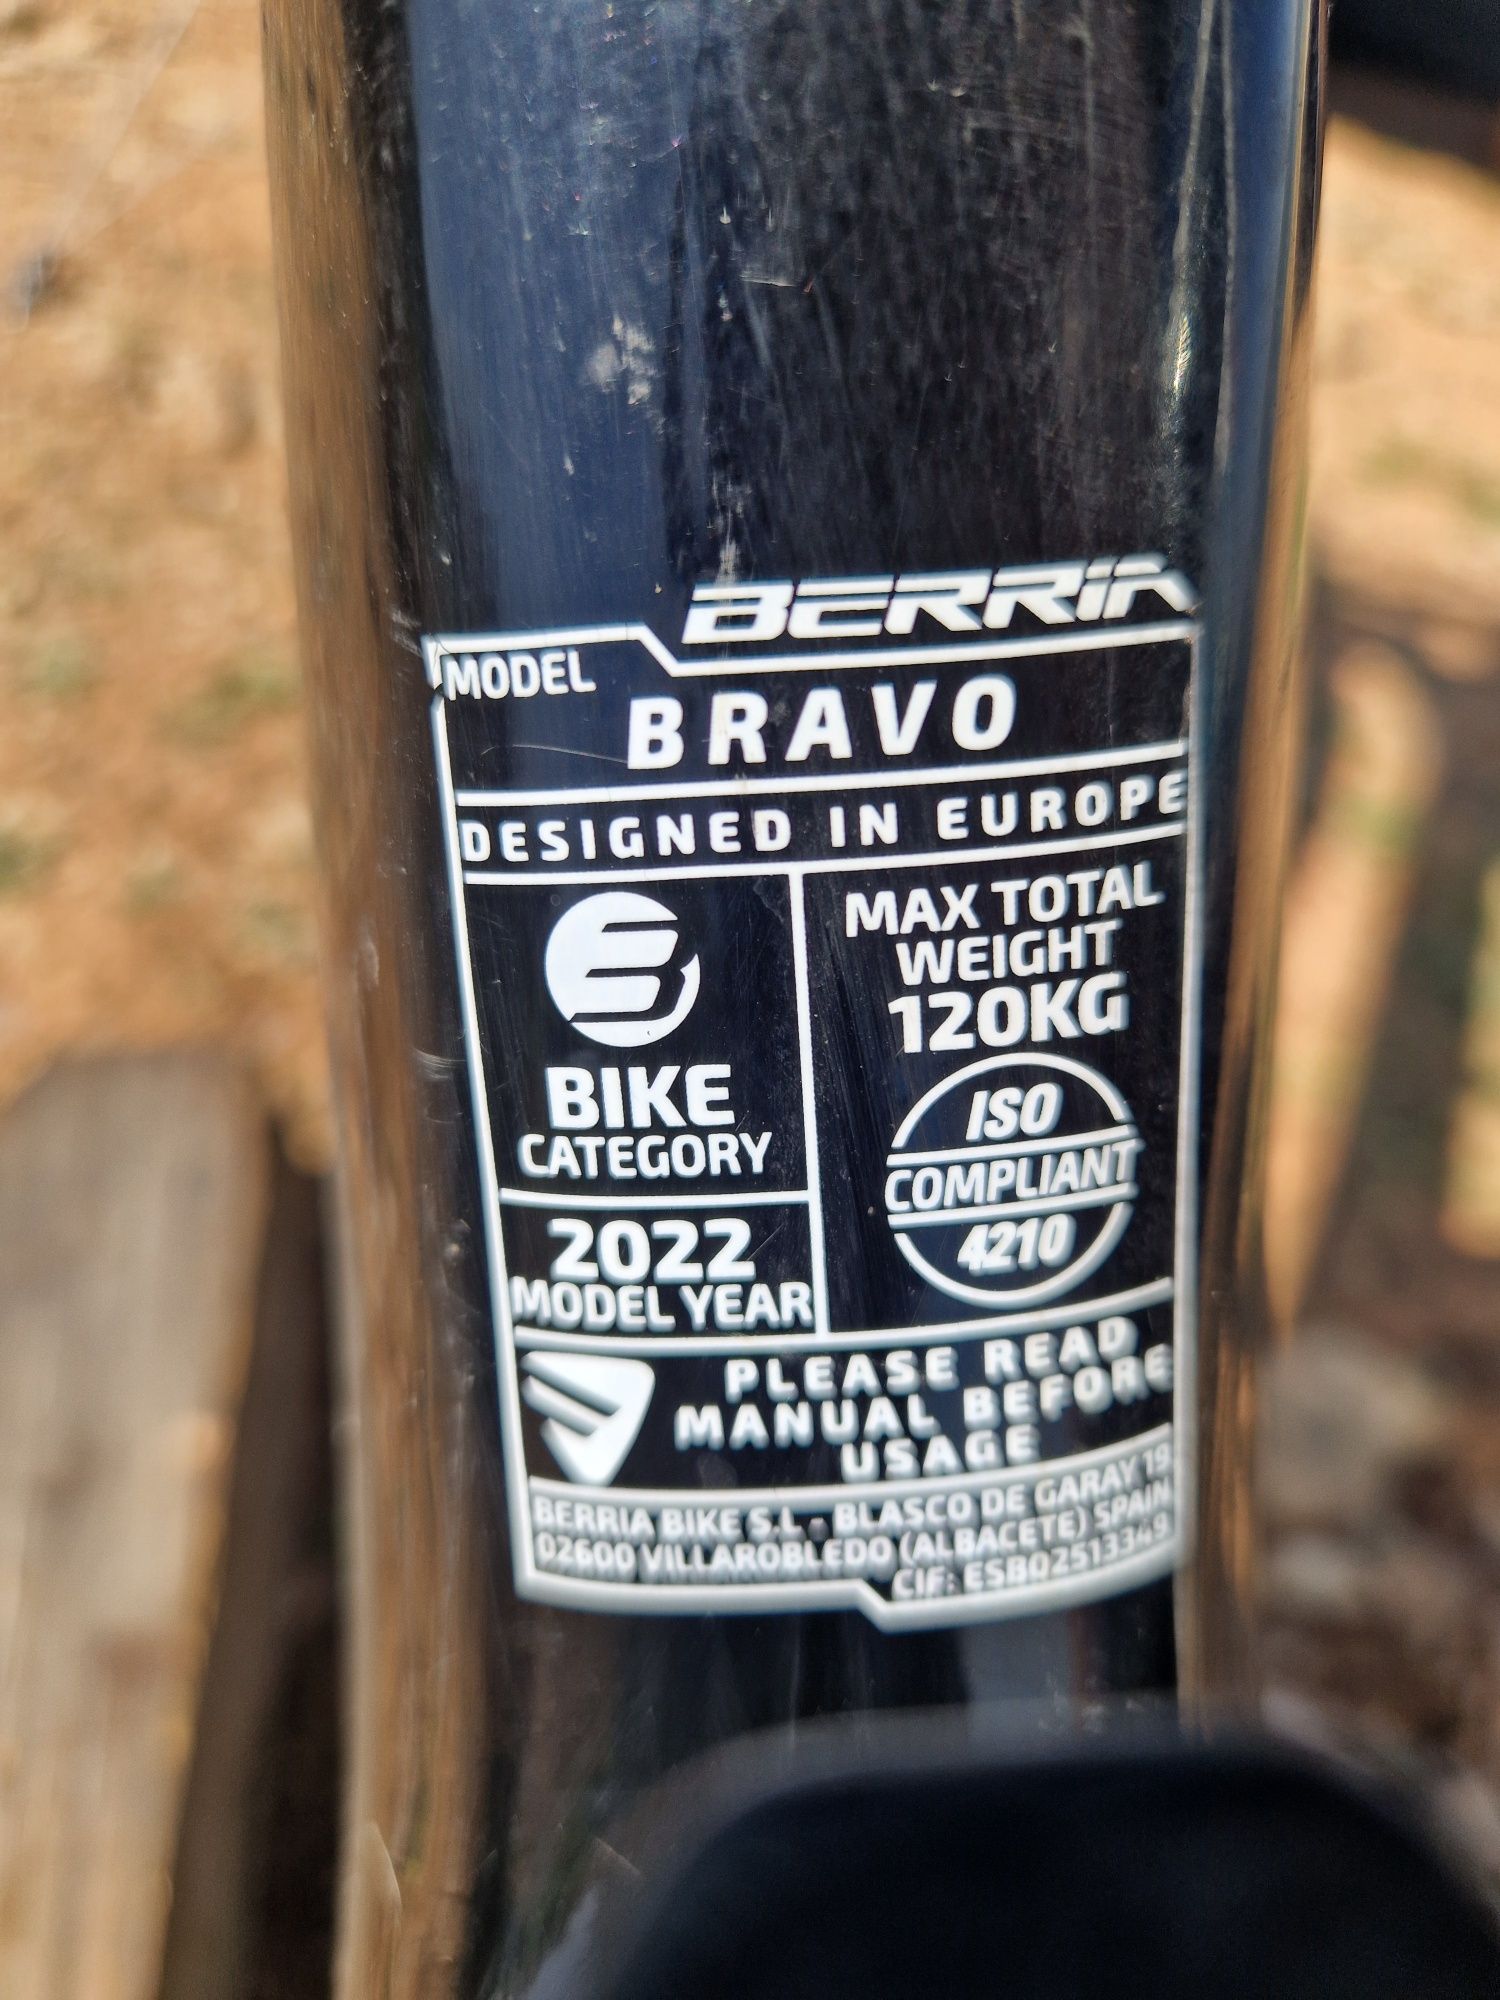 BERRIA
MODEL
BRAVO
DESIGNED IN EUROPE
BIKE
CATEGORY
2022
MODEL YEAR
MAX TOTAL
WEIGHT
120KG
ISO
COMPLIANT
4210
PLEASE READ
MANUAL BEFORE
USAGE
BERRIA BIKE S.L - BLASCO DE GARAY 19
02600 VILLAROBLEDO (ALBACETE) SPAIN
CIF: ESB02513349